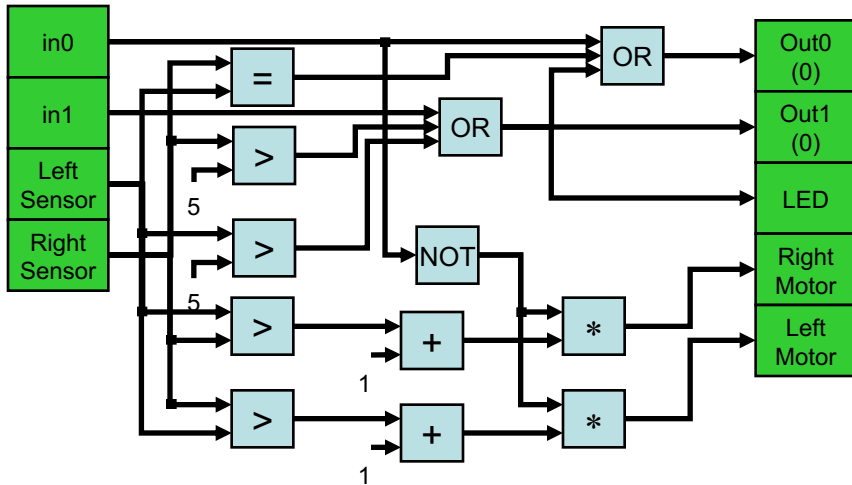 in0
in1
Left
Sensor
Right
Sensor
=
>
5
>
5
>
>
OR
OR
NOT
+
1
+
1
*
*
Out0
(0)
Out1
(0)
LED
Right
Motor
Left
Motor